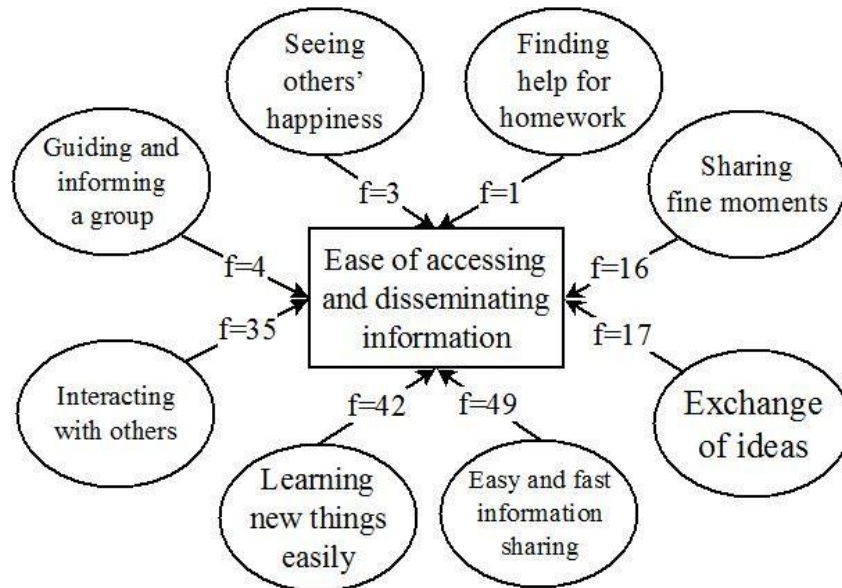 Seeing
others'
happiness
Finding
help for
homework
Guiding and
informing
a group
Sharing
fine moments
f=3
f=1
f=4
f=16
Ease of accessing
and disseminating
information
f=35
f=17
Interacting
with others
Exchange
of ideas
f=42
f=49
Learning
new things
easily
Easy and fast
information
sharing